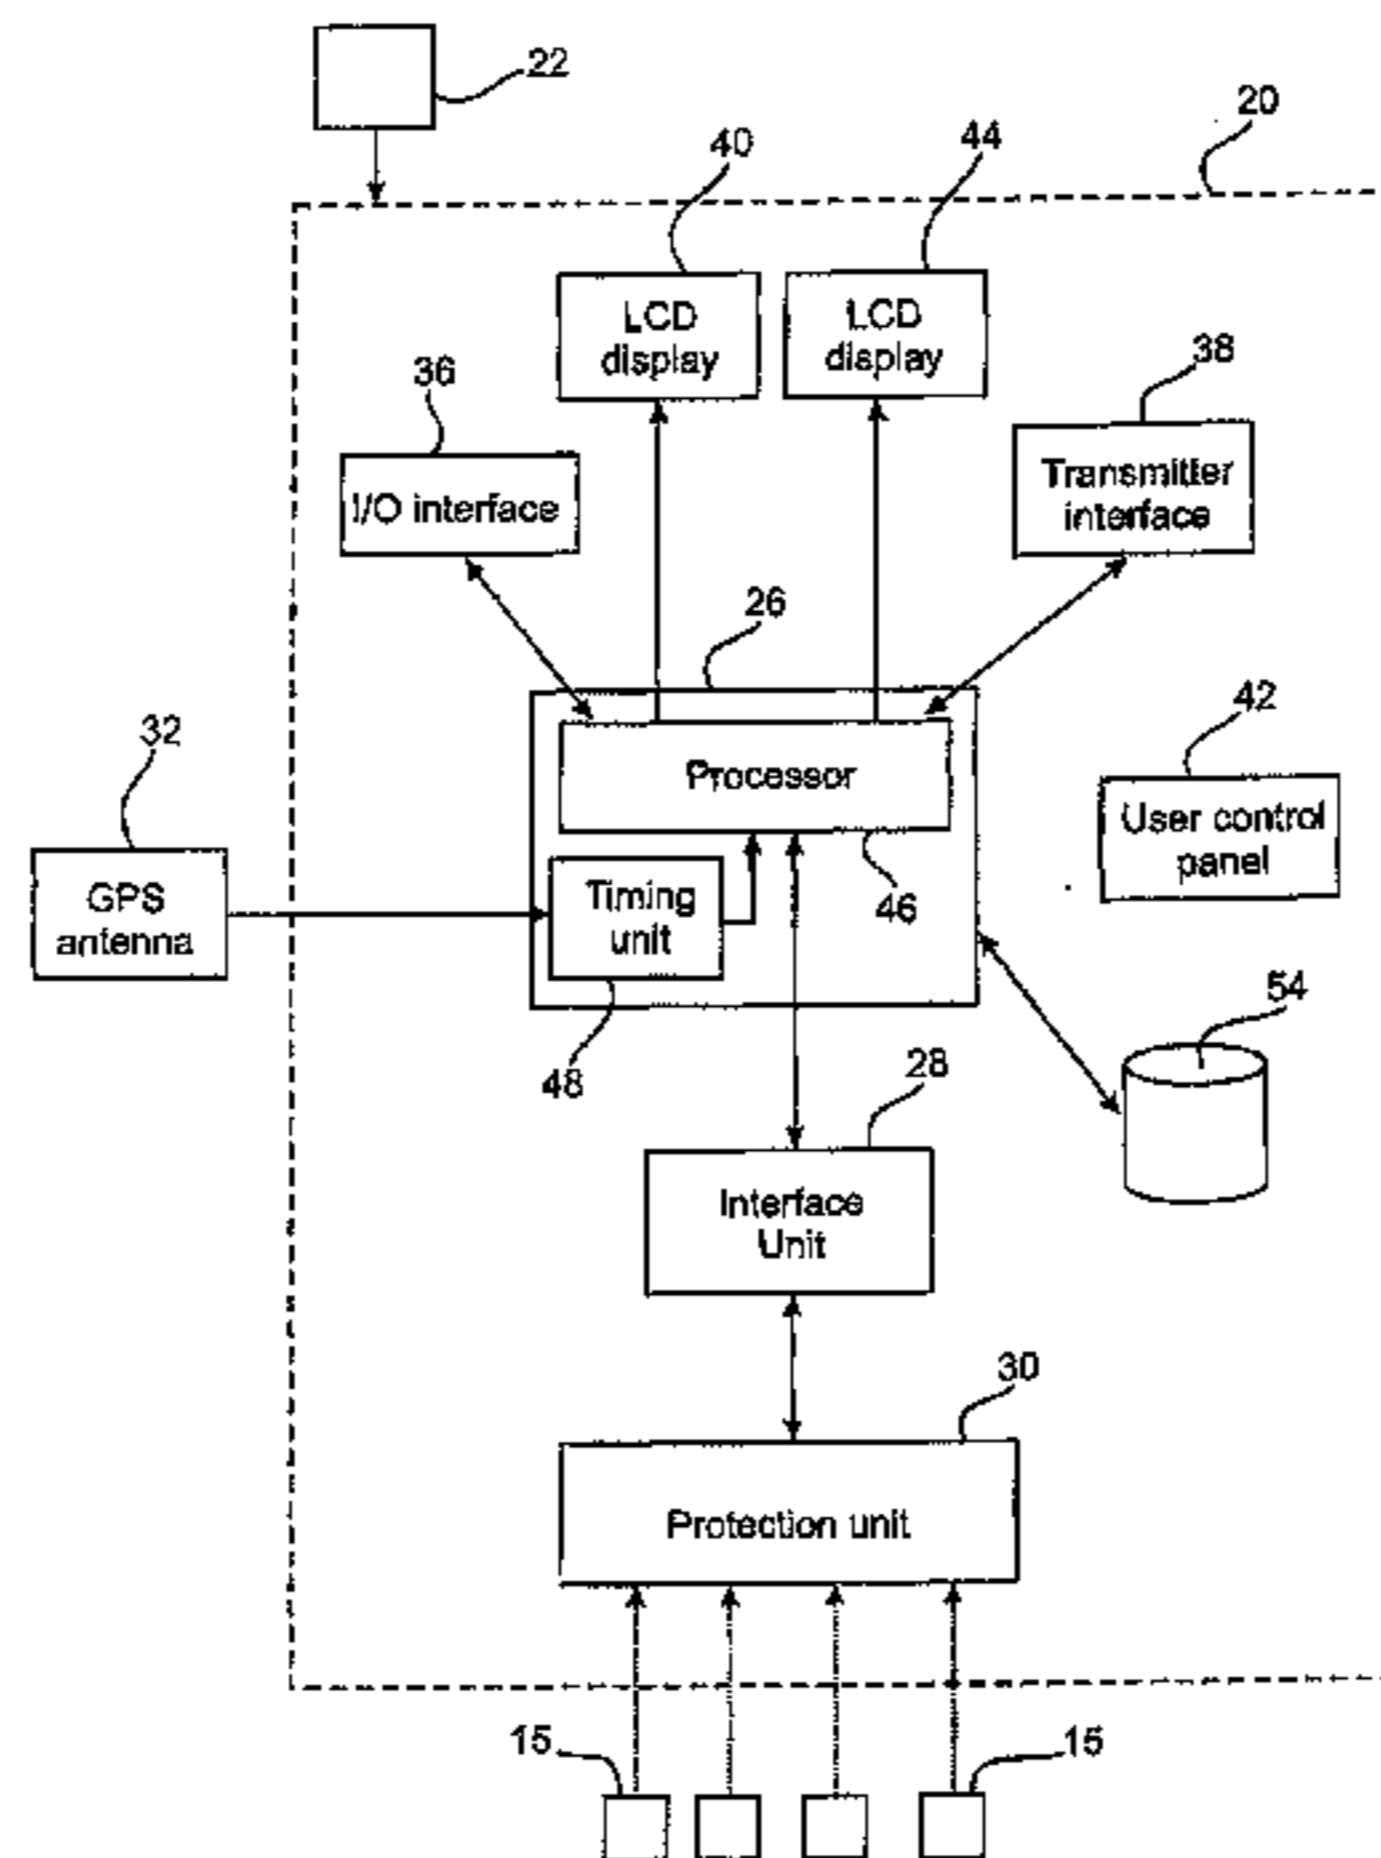 22
20
40
44
LCD
display
LCD
display
36
38
I/O interface
Transmitter
interface
26
32
42
Processor
User control
panel
GPS
antenna
Timing
unit
46
54
48
28
Interface
Unit
30
Protection unit
15
15